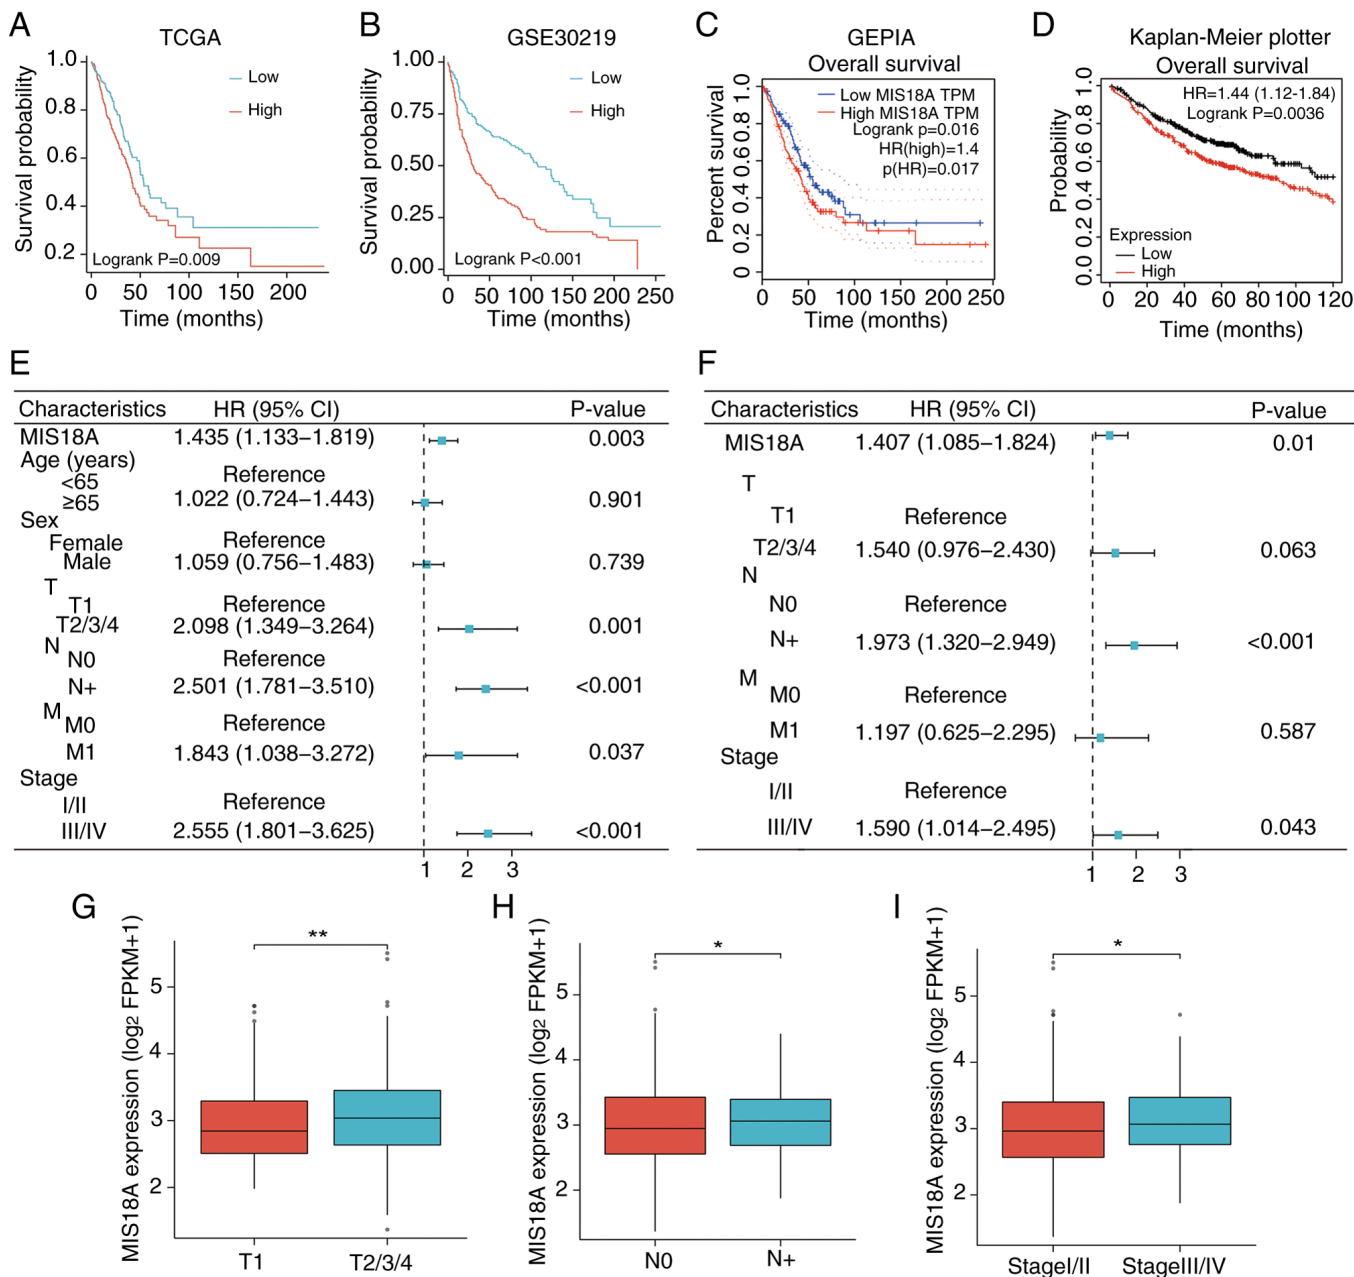 A
TCGA
Survival probability
1.0
0.8
0.6
0.4
0.2
Low
High
Logrank P=0.009
0 50 100 150 200
Time (months)
B
GSE30219
Survival probability
1.00
0.75
0.50
0.25
0.00
Low
High
Logrank P<0.001
0 50 100 150 200 250
Time (months)
C
GEPIA
Overall survival
Percent survival
1.0
0.8
0.6
0.4
0.2
0
Low MIS18A TPM
High MIS18A TPM
Logrank p=0.016
HR(high)=1.4
p(HR)=0.017
0 50 100 150 200 250
Time (months)
D
Kaplan-Meier plotter
Overall survival
Probability
1.0
0.8
0.6
0.4
0.2
0.0
HR=1.44 (1.12-1.84)
Logrank P=0.0036
Expression
Low
High
0 20 40 60 80 100 120
Time (months)
E
Characteristics HR (95% CI) P-value
MIS18A 1.435 (1.133–1.819) 0.003
Age (years)
<65 Reference
≥65 1.022 (0.724–1.443) 0.901
Sex
Female Reference
Male 1.059 (0.756–1.483) 0.739
T
T1 Reference
T2/3/4 2.098 (1.349–3.264) 0.001
N
N0 Reference
N+ 2.501 (1.781–3.510) <0.001
M
M0 Reference
M1 1.843 (1.038–3.272) 0.037
Stage
I/II Reference
III/IV 2.555 (1.801–3.625) <0.001
1 2 3
F
Characteristics HR (95% CI) P-value
MIS18A 1.407 (1.085–1.824) 0.01
T
T1 Reference
T2/3/4 1.540 (0.976–2.430) 0.063
N
N0 Reference
N+ 1.973 (1.320–2.949) <0.001
M
M0 Reference
M1 1.197 (0.625–2.295) 0.587
Stage
I/II Reference
III/IV 1.590 (1.014–2.495) 0.043
1 2 3
G
MIS18A expression (log2 FPKM+1)
**
5
4
3
2
T1 T2/3/4
H
MIS18A expression (log2 FPKM+1)
*
5
4
3
2
N0 N+
I
MIS18A expression (log2 FPKM+1)
*
5
4
3
2
StageI/II StageIII/IV